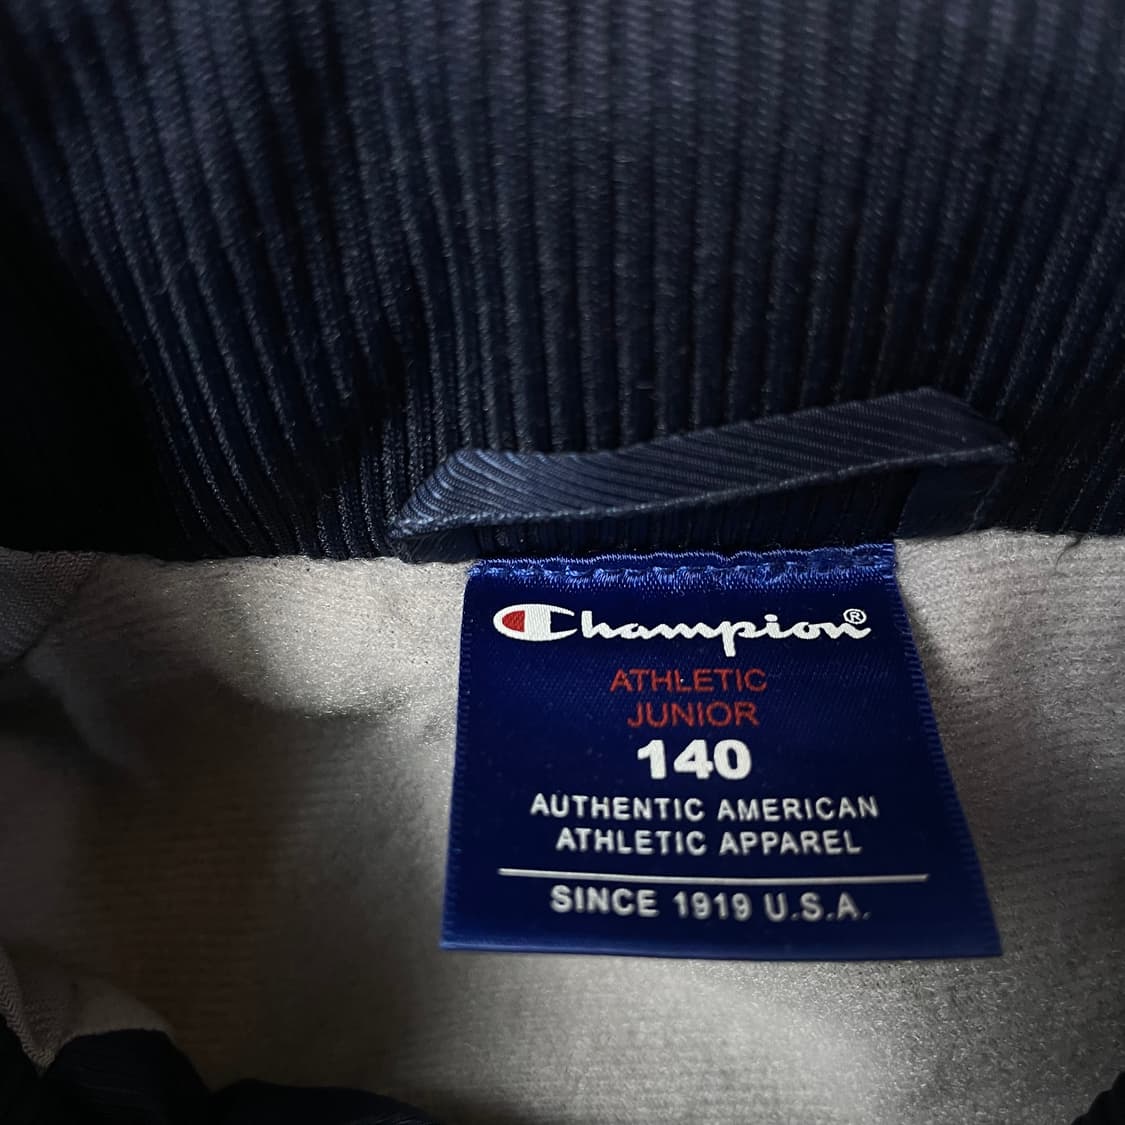 Champion®
ATHLETIC
JUNIOR
140
AUTHENTIC AMERICAN
ATHLETIC APPAREL
SINCE 1919 U.S.A.